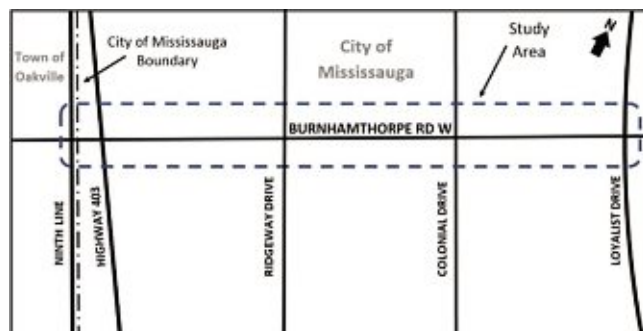 Town of
Oakville
City of Mississauga
Boundary
City of
Mississauga
Study
Area
N
BURNHAMTHORPE RD W
NINTH LINE
HIGHWAY 403
RIDGEWAY DRIVE
COLONIAL DRIVE
LOYALIST DRIVE